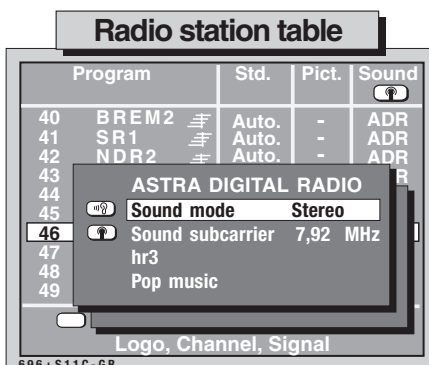 Radio station table
Program Std. Pict. Sound
40 BREM2 Auto. - ADR
41 SR1 Auto. - ADR
42 NDR2 Auto. - ADR
43 R
44 ASTRA DIGITAL RADIO
45 Sound mode Stereo
46 Sound subcarrier 7,92 MHz
47 hr3
48 Pop music
49
Logo, Channel, Signal